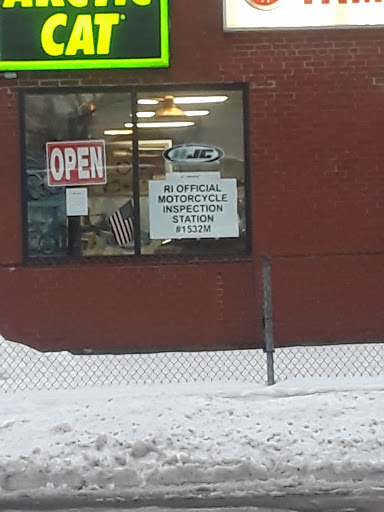 CAT
OPEN
HJC
RI OFFICIAL
MOTORCYCLE
INSPECTION
STATION
#1532M